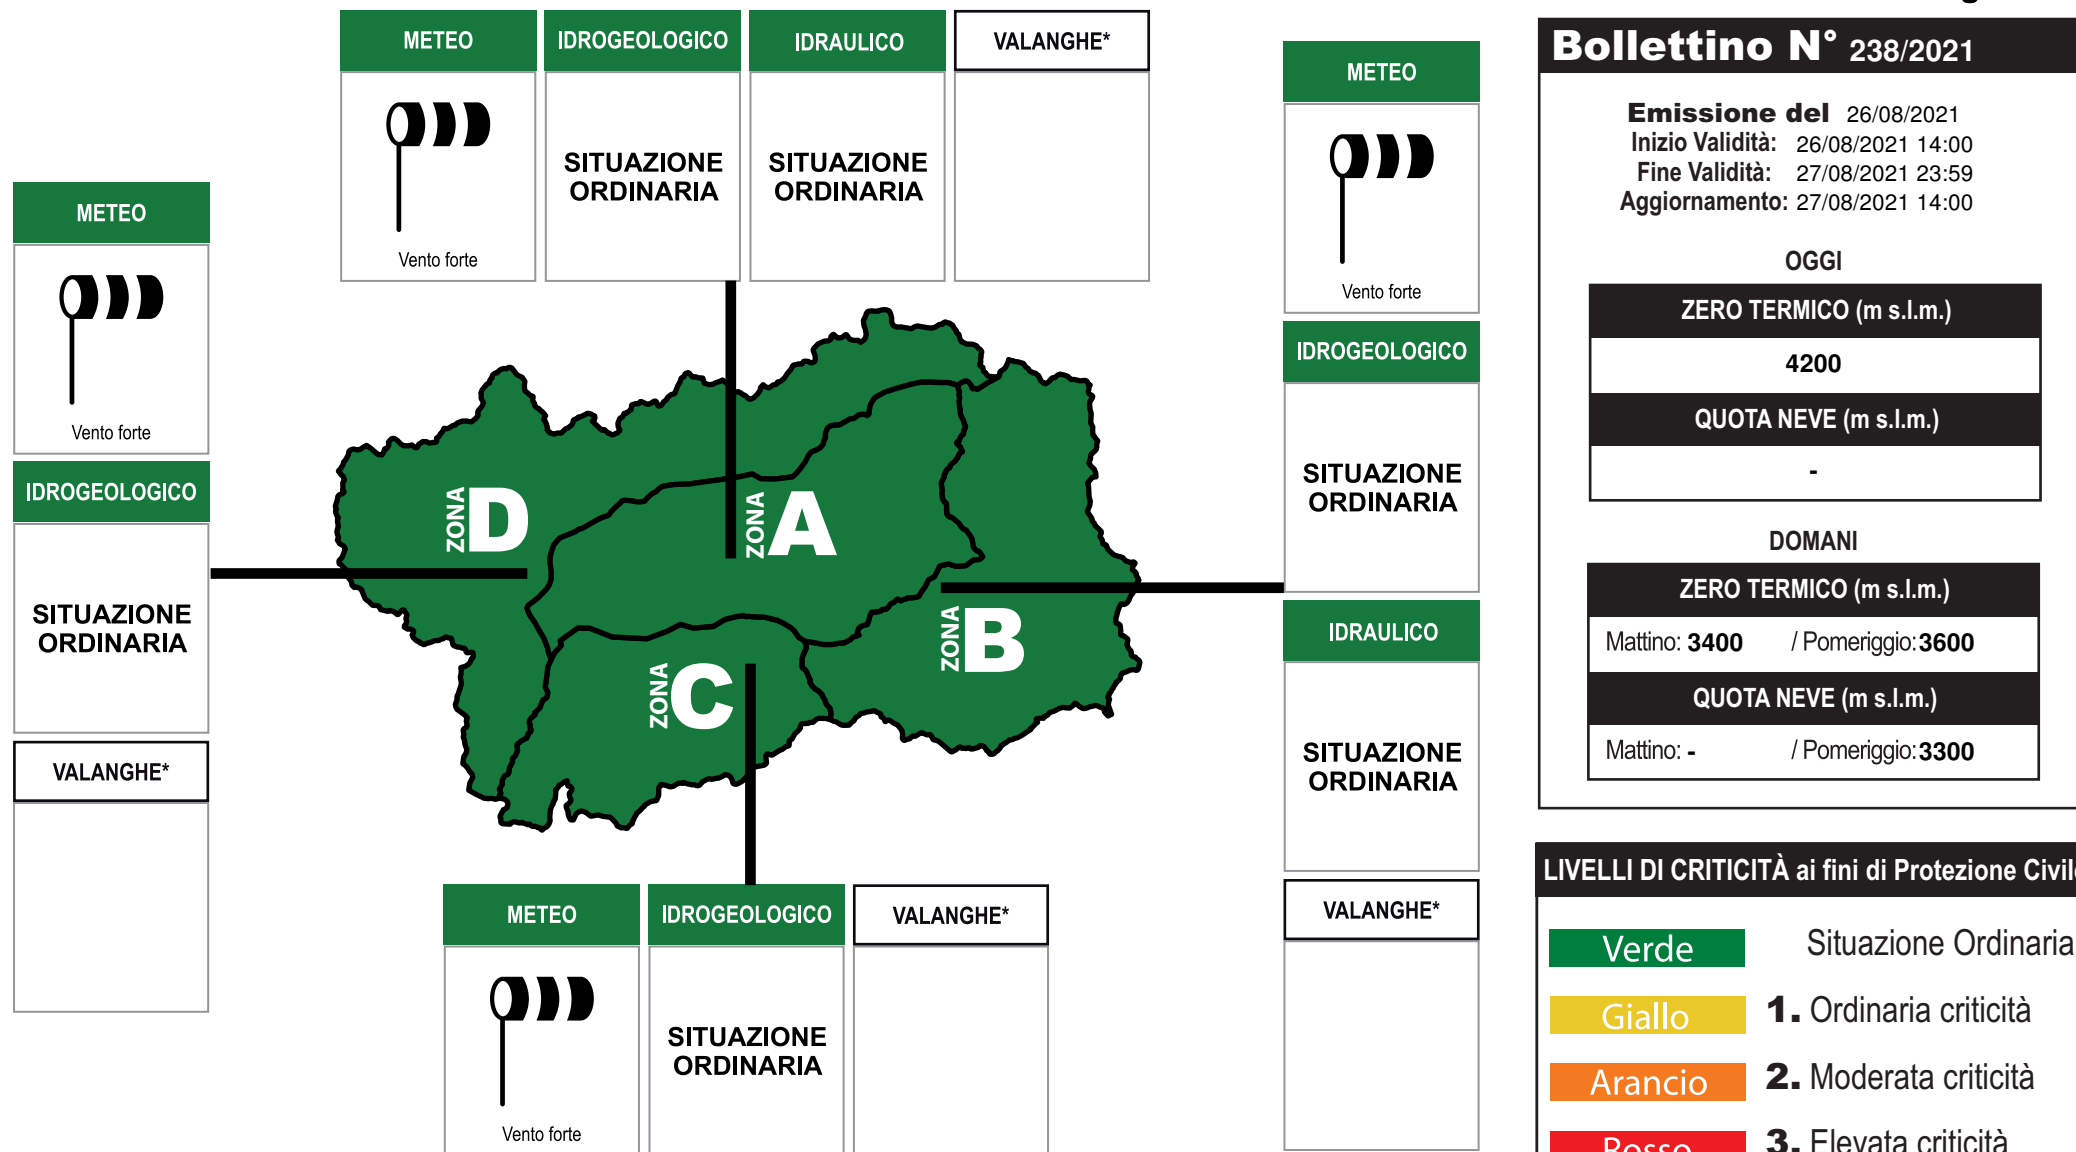 METEO
IDROGEOLOGICO
IDRAULICO
VALANGHE*
Vento forte
SITUAZIONE
ORDINARIA
SITUAZIONE
ORDINARIA
METEO
Vento forte
IDROGEOLOGICO
SITUAZIONE
ORDINARIA
VALANGHE*
ZONA D
ZONA A
ZONA B
ZONA C
METEO
Vento forte
IDROGEOLOGICO
SITUAZIONE
ORDINARIA
IDRAULICO
SITUAZIONE
ORDINARIA
VALANGHE*
METEO
IDROGEOLOGICO
VALANGHE*
Vento forte
SITUAZIONE
ORDINARIA
Bollettino N° 238/2021
Emissione del 26/08/2021
Inizio Validità: 26/08/2021 14:00
Fine Validità: 27/08/2021 23:59
Aggiornamento: 27/08/2021 14:00
OGGI
ZERO TERMICO (m s.l.m.)
4200
QUOTA NEVE (m s.l.m.)
-
DOMANI
ZERO TERMICO (m s.l.m.)
Mattino: 3400 / Pomeriggio: 3600
QUOTA NEVE (m s.l.m.)
Mattino: - / Pomeriggio: 3300
LIVELLI DI CRITICITÀ ai fini di Protezione Civile
Verde Situazione Ordinaria
Giallo 1. Ordinaria criticità
Arancio 2. Moderata criticità
Rosso 3. Elevata criticità